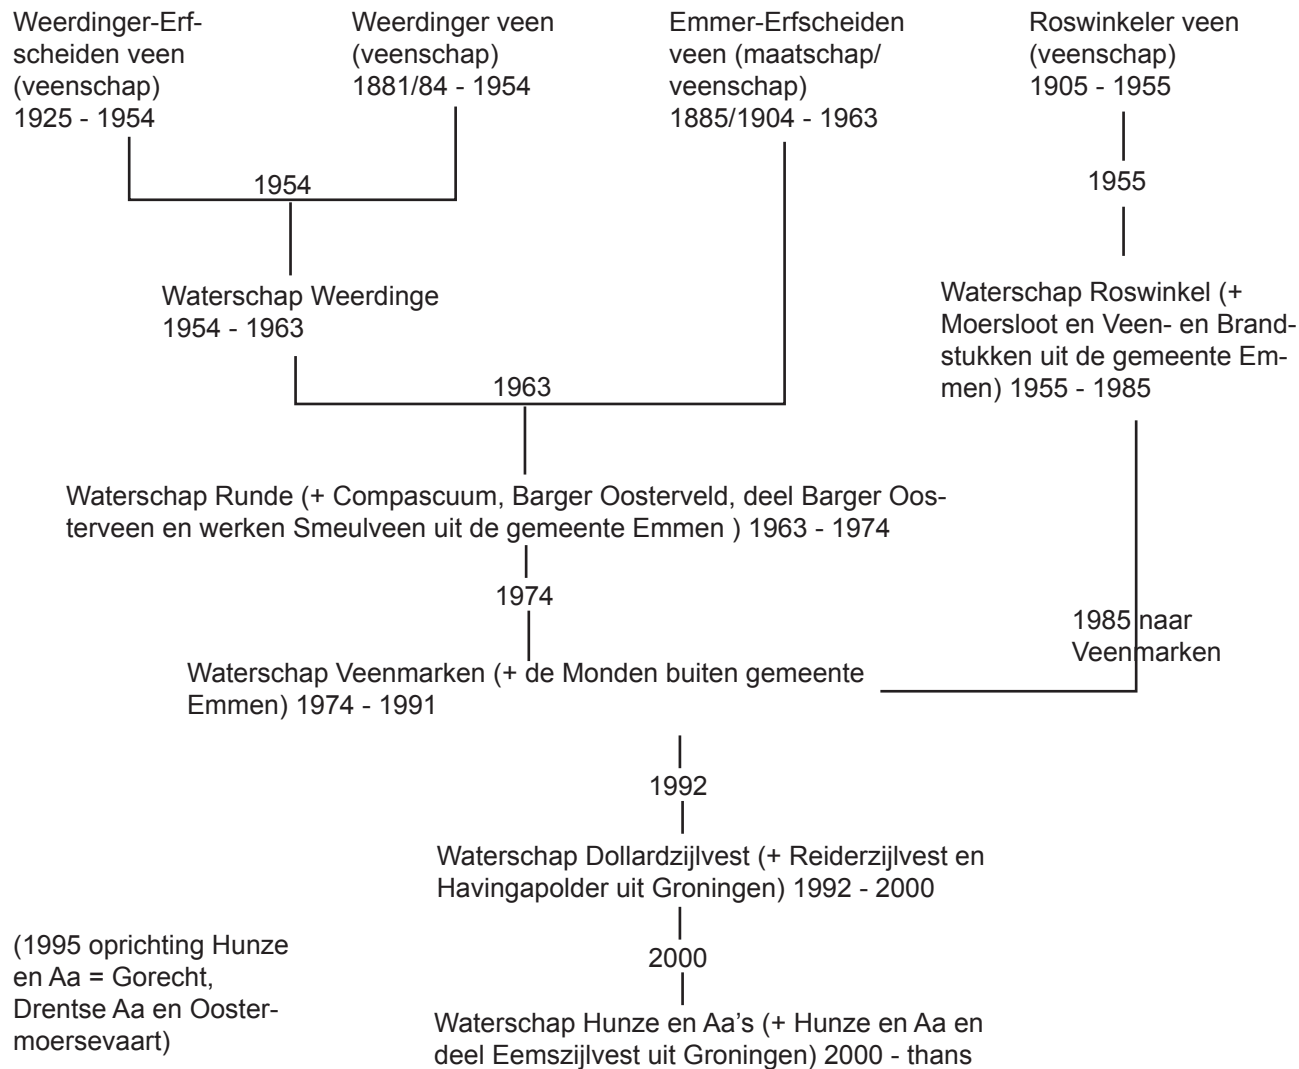 Weerdinger-Erf-
scheiden veen
(veenschap)
1925 - 1954
Weerdinger veen
(veenschap)
1881/84 - 1954
Emmer-Erfscheiden
veen (maatschap/
veenschap)
1885/1904 - 1963
Roswinkeler veen
(veenschap)
1905 - 1955
1954
1955
Waterschap Weerdinge
1954 - 1963
Waterschap Roswinkel (+
Moersloot en Veen- en Brand-
stukken uit de gemeente Em-
men) 1955 - 1985
1963
Waterschap Runde (+ Compascuum, Barger Oosterveld, deel Barger Oos-
terveen en werken Smeulveen uit de gemeente Emmen ) 1963 - 1974
1974
1985 naar
Veenmarken
Waterschap Veenmarken (+ de Monden buiten gemeente
Emmen) 1974 - 1991
1992
Waterschap Dollardzijlvest (+ Reiderzijlvest en
Havingapolder uit Groningen) 1992 - 2000
(1995 oprichting Hunze
en Aa = Gorecht,
Drentse Aa en Ooster-
moersevaart)
2000
Waterschap Hunze en Aa's (+ Hunze en Aa en
deel Eemszijlvest uit Groningen) 2000 - thans